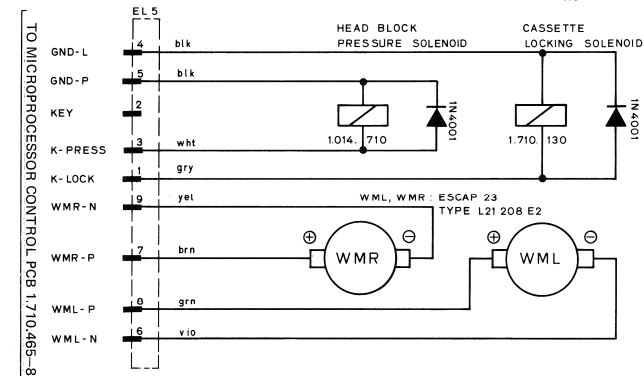 EL 5
HEAD BLOCK
PRESSURE SOLENOID
CASSETTE
LOCKING SOLENOID
GND-L 4 blk
GND-P 5 blk
KEY 2
K-PRESS 3 wht
K-LOCK 1 gry
WMR-N 9 yel
WMR-P 7 brn
WML-P 8 grn
WML-N 6 vio
1.014. 710
1N4001
1.710. 130
1N4001
WML, WMR : ESCAP 23
TYPE L21 208 E2
⊕ WMR ⊖
⊕ WML ⊖
TO MICROPROCESSOR CONTROL PCB 1.710.465-8